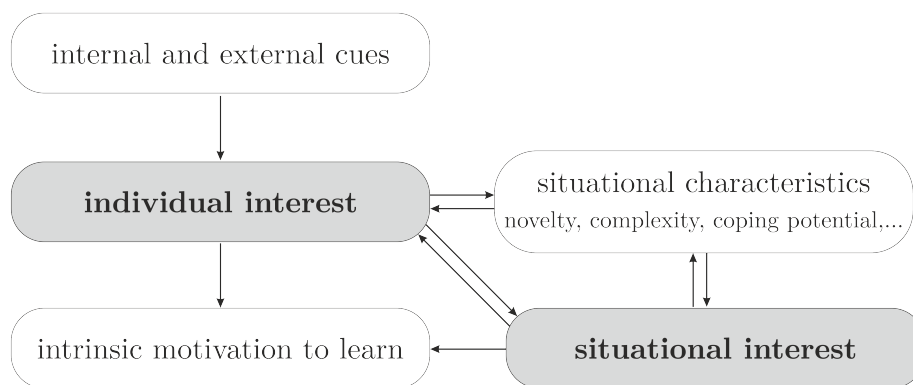 internal and external cues
individual interest
situational characteristics
novelty, complexity, coping potential,...
intrinsic motivation to learn
situational interest